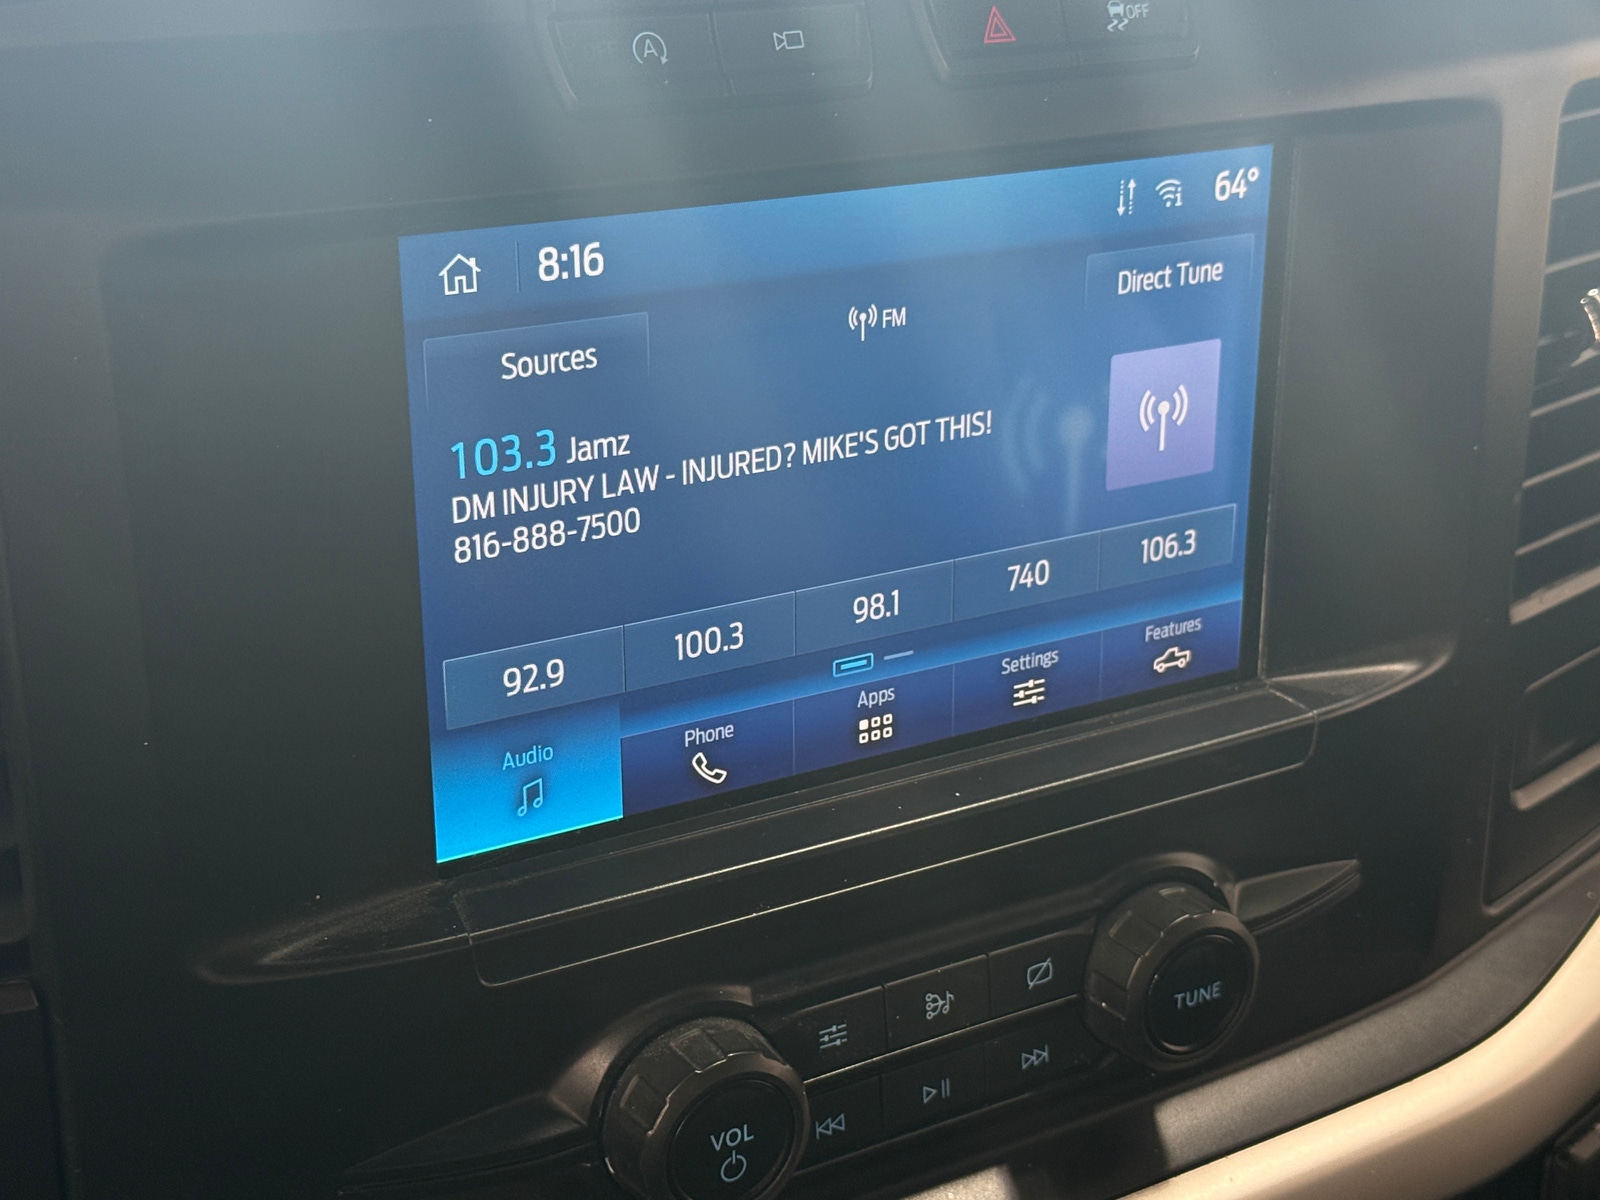 OFF
8:16
64°
Direct Tune
FM
Sources
103.3 Jamz
DM INJURY LAW - INJURED? MIKE'S GOT THIS!
816-888-7500
92.9
100.3
98.1
740
106.3
Audio
Phone
Apps
Settings
Features
TUNE
VOL